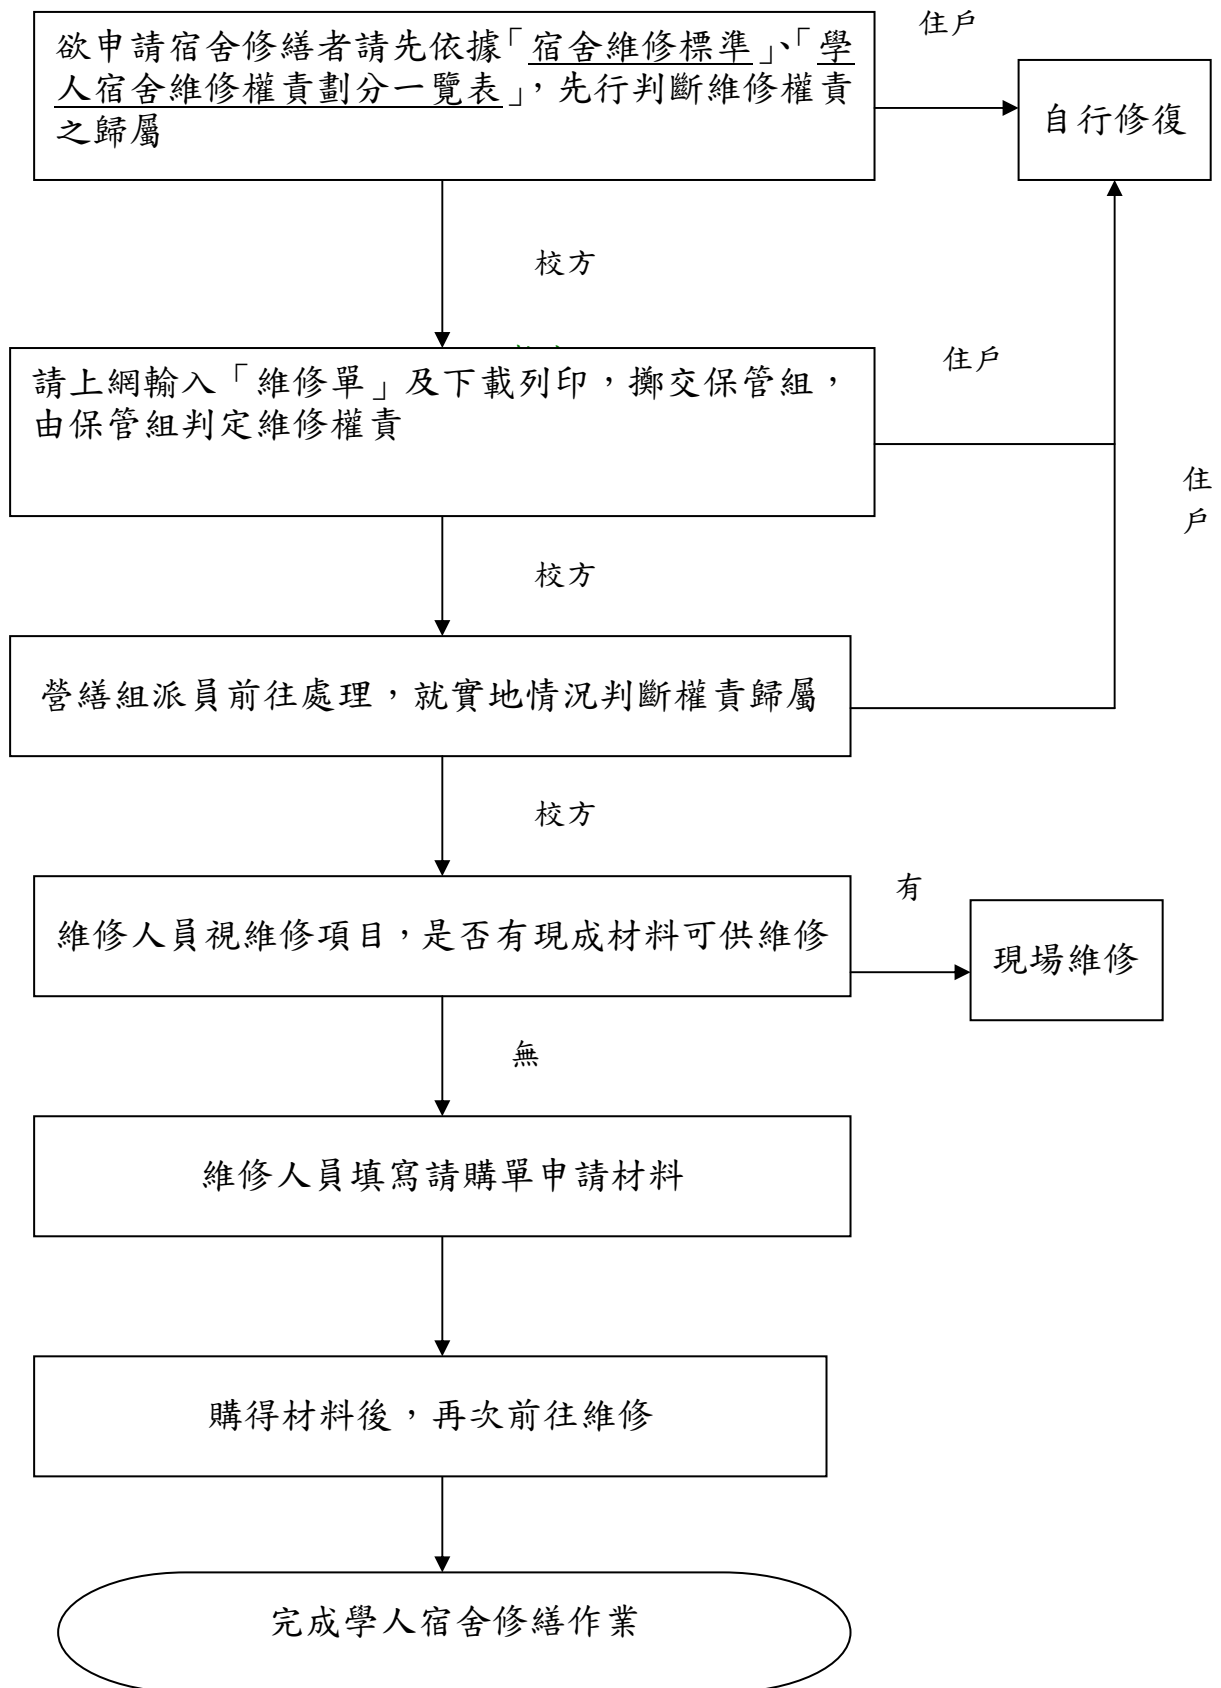 住戶
欲申請宿舍修繕者請先依據「宿舍維修標準」、「學
人宿舍維修權責劃分一覽表」，先行判斷維修權責
之歸屬
自行修復
校方
住戶
請上網輸入「維修單」及下載列印，擲交保管組，
由保管組判定維修權責
住
戶
校方
營繕組派員前往處理，就實地情況判斷權責歸屬
校方
有
維修人員視維修項目，是否有現成材料可供維修
現場維修
無
維修人員填寫請購單申請材料
購得材料後，再次前往維修
完成學人宿舍修繕作業